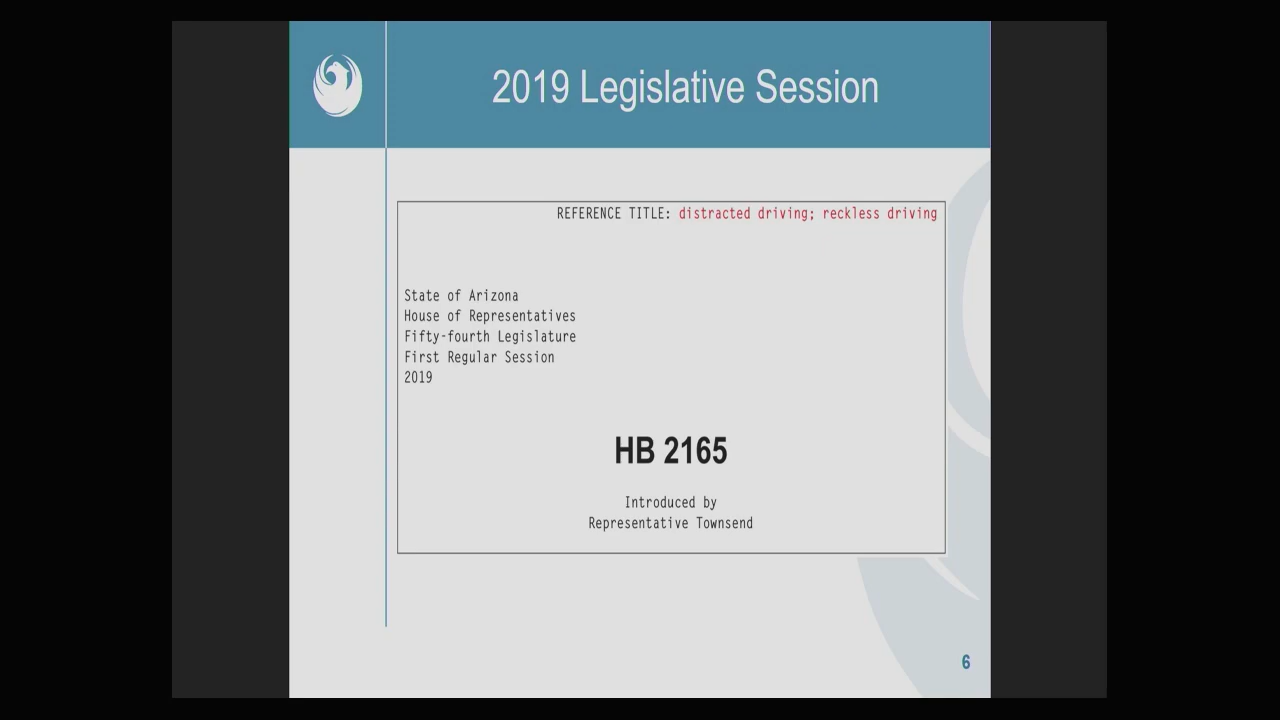 2019 Legislative Session
REFERENCE TITLE: distracted driving; reckless driving
State of Arizona
House of Representatives
Fifty-fourth Legislature
First Regular Session
2019
HB 2165
Introduced by
Representative Townsend
6